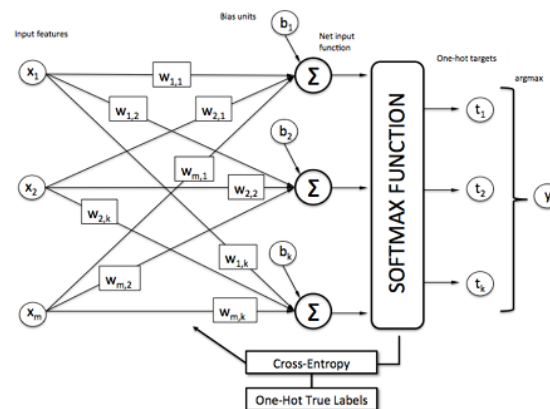 Input features
Bias units
b1
Net input
function
One-hot targets
argmax
x1
w1,1
Σ
w1,2
w2,1
t1
b2
wm,1
x2
w2,2
Σ
t2
y
w2,k
SOFTMAX FUNCTION
bk
w1,k
wm,2
tk
xm
wm,k
Σ
Cross-Entropy
One-Hot True Labels